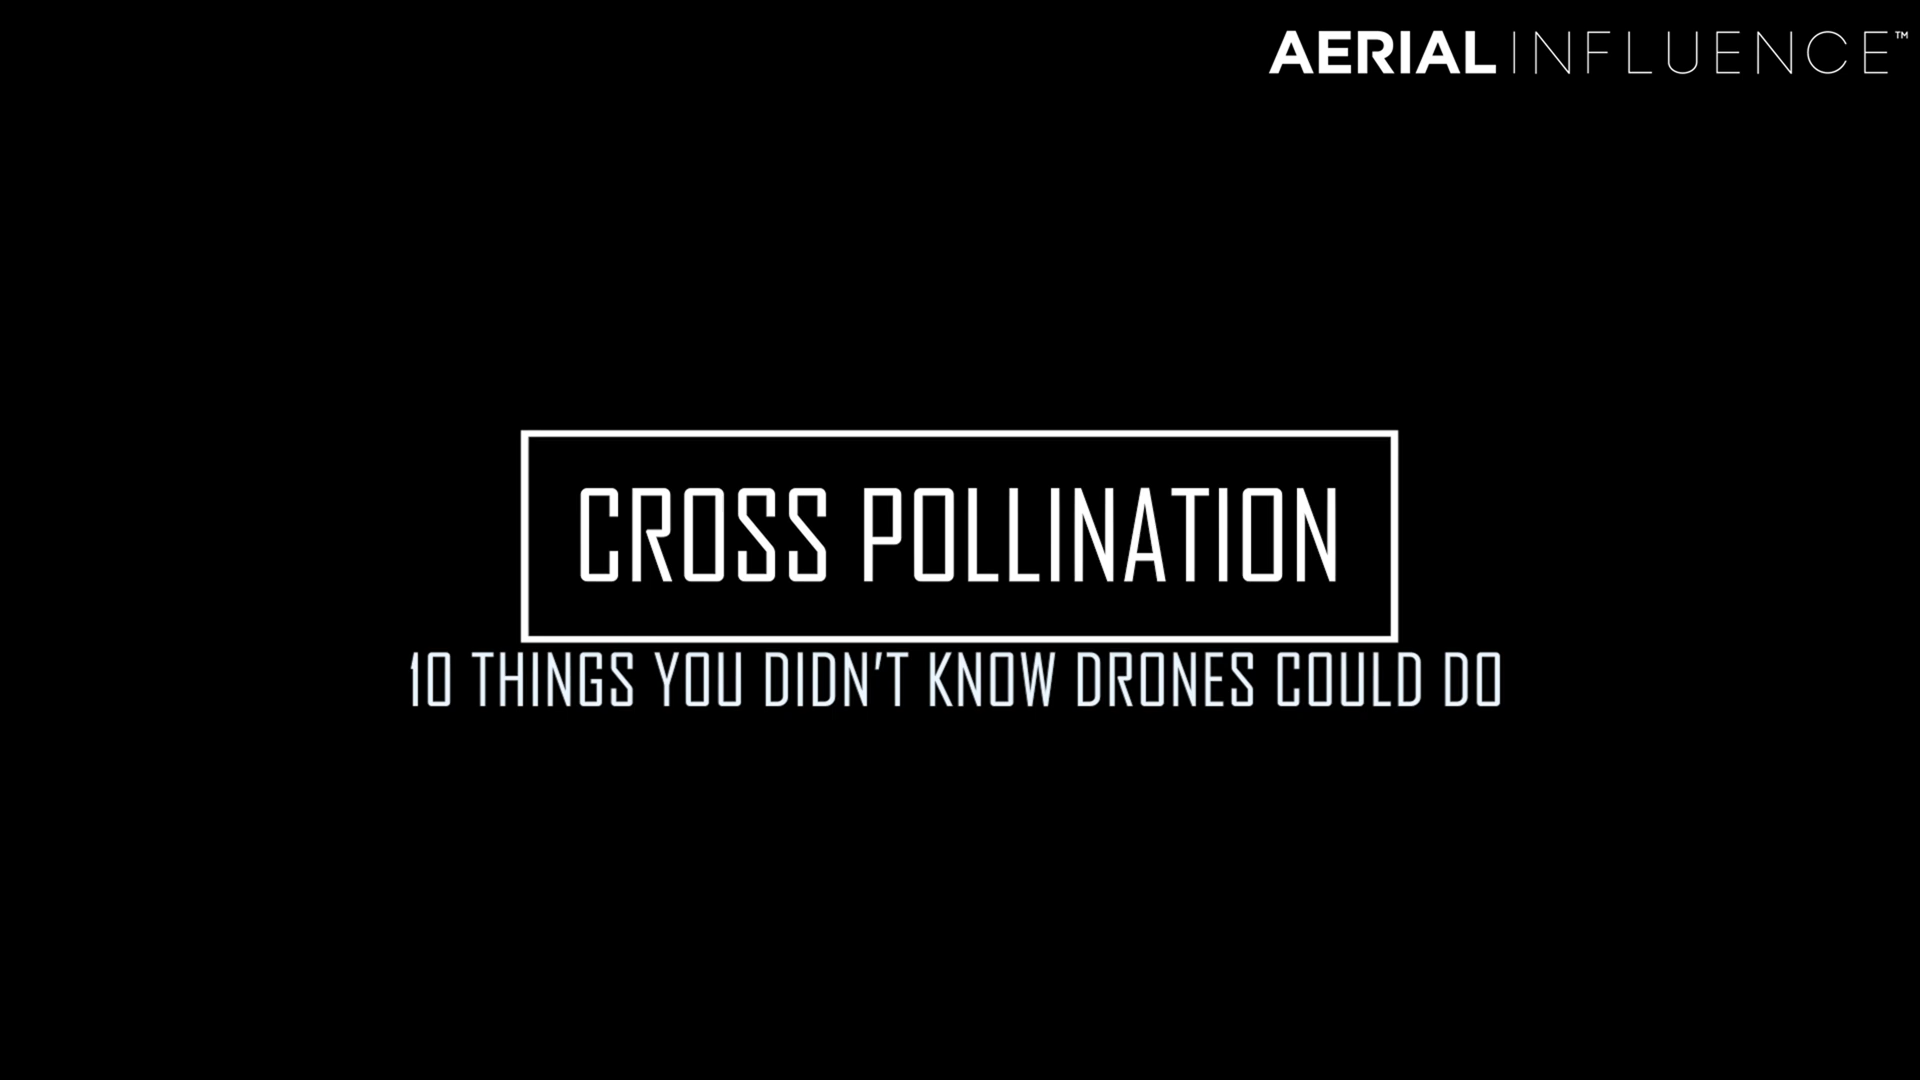 AERIAL INFLUENCE™
CROSS POLLINATION
10 THINGS YOU DIDN'T KNOW DRONES COULD DO